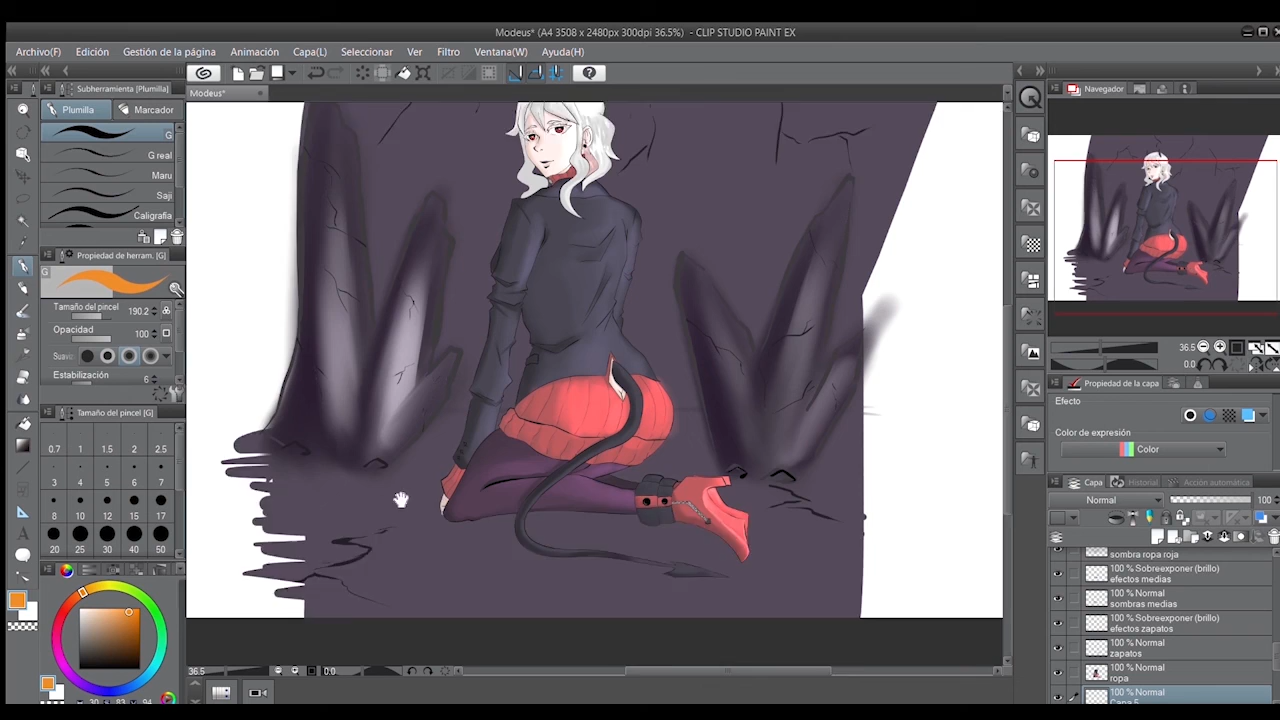 Modeus* (A4 3508 x 2480px 300dpi 36.5%) - CLIP STUDIO PAINT EX
Archivo(F) Edición Gestión de la página Animación Capa(L) Seleccionar Ver Filtro Ventana(W) Ayuda(H)
Subherramienta [Plumilla]
Modeus*
Navegador
Plumilla Marcador
G
G real
Maru
Saji
Caligrafía
Propiedad de herram. [G]
G
Tamaño del pincel 190.2
Opacidad 100
Suaviz
Estabilización 6
36.5
0.0
Propiedad de la capa
Efecto
Color de expresión
Color
Tamaño del pincel [G]
0.7 1 1.5 2 2.5
3 4 5 6 7
8 10 12 15 17
20 25 30 40 50
Capa Historial Acción automática
Normal 100
sombra ropa roja
100 % Sobreexponer (brillo)
efectos medias
100 % Normal
sombras medias
100 % Sobreexponer (brillo)
efectos zapatos
100 % Normal
zapatos
100 % Normal
ropa
100 % Normal
Capa 5
36.5 0.0
30 83 94